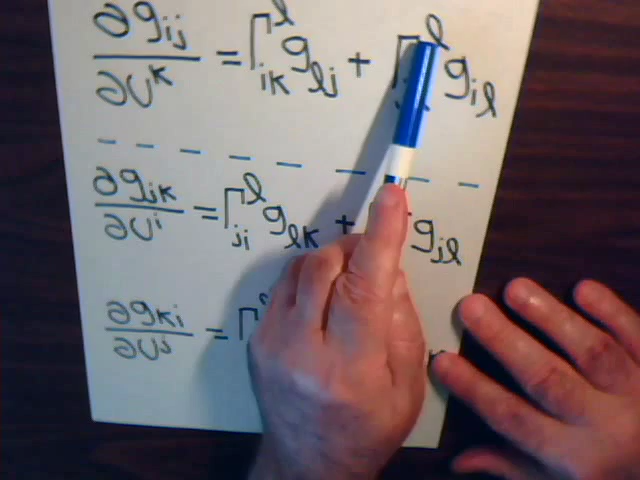 ∂g_ij / ∂U^k = Γ^l_ik g_lj + Γ^l g_il
∂g_jk / ∂U^i = Γ^l_ji g_lk + g_jl
∂g_ki / ∂U^j = Γ